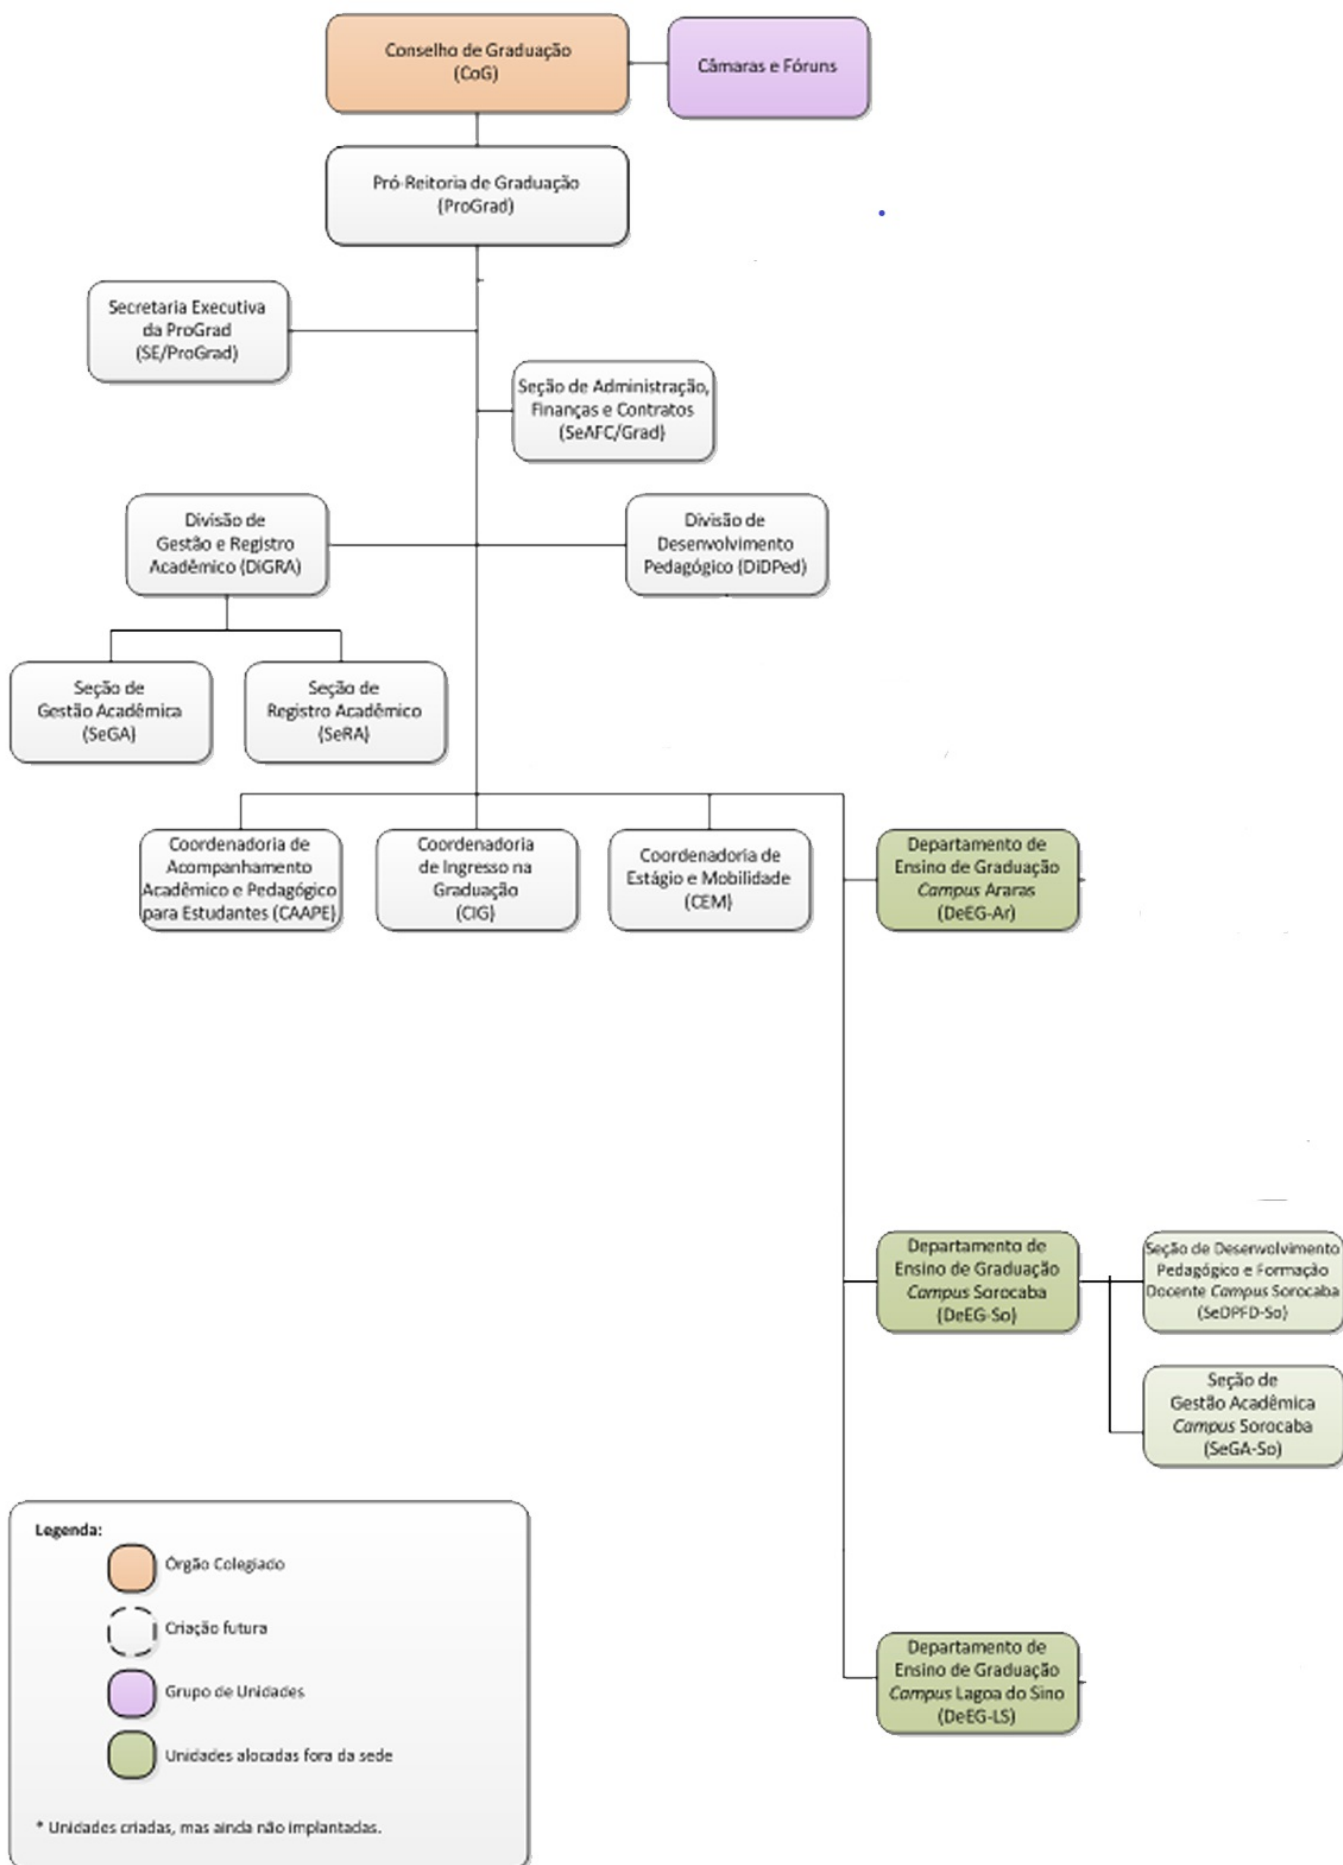 Conselho de Graduação
(CoG)
Câmaras e Fóruns
Pró-Reitoria de Graduação
(ProGrad)
Secretaria Executiva
da ProGrad
(SE/ProGrad)
Seção de Administração,
Finanças e Contratos
(SeAFC/Grad)
Divisão de
Gestão e Registro
Acadêmico (DiGRA)
Divisão de
Desenvolvimento
Pedagógico (DiDPed)
Seção de
Gestão Acadêmica
(SeGA)
Seção de
Registro Acadêmico
(SeRA)
Coordenadoria de
Acompanhamento
Acadêmico e Pedagógico
para Estudantes (CAAPE)
Coordenadoria
de Ingresso na
Graduação
(CIG)
Coordenadoria de
Estágio e Mobilidade
(CEM)
Departamento de
Ensino de Graduação
Campus Araras
(DeEG-Ar)
Departamento de
Ensino de Graduação
Campus Sorocaba
(DeEG-So)
Seção de Desenvolvimento
Pedagógico e Formação
Docente Campus Sorocaba
(SeDPFD-So)
Seção de
Gestão Acadêmica
Campus Sorocaba
(SeGA-So)
Departamento de
Ensino de Graduação
Campus Lagoa do Sino
(DeEG-LS)
Legenda:
Órgão Colegiado
Criação futura
Grupo de Unidades
Unidades alocadas fora da sede
* Unidades criadas, mas ainda não implantadas.